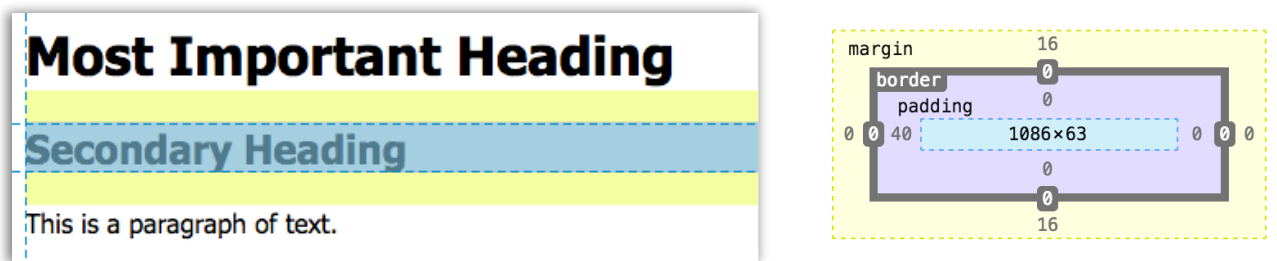 Most Important Heading
Secondary Heading
This is a paragraph of text.
margin
16
border
0
padding
0
0 0 40 1086×63 0 0 0
0
0
16